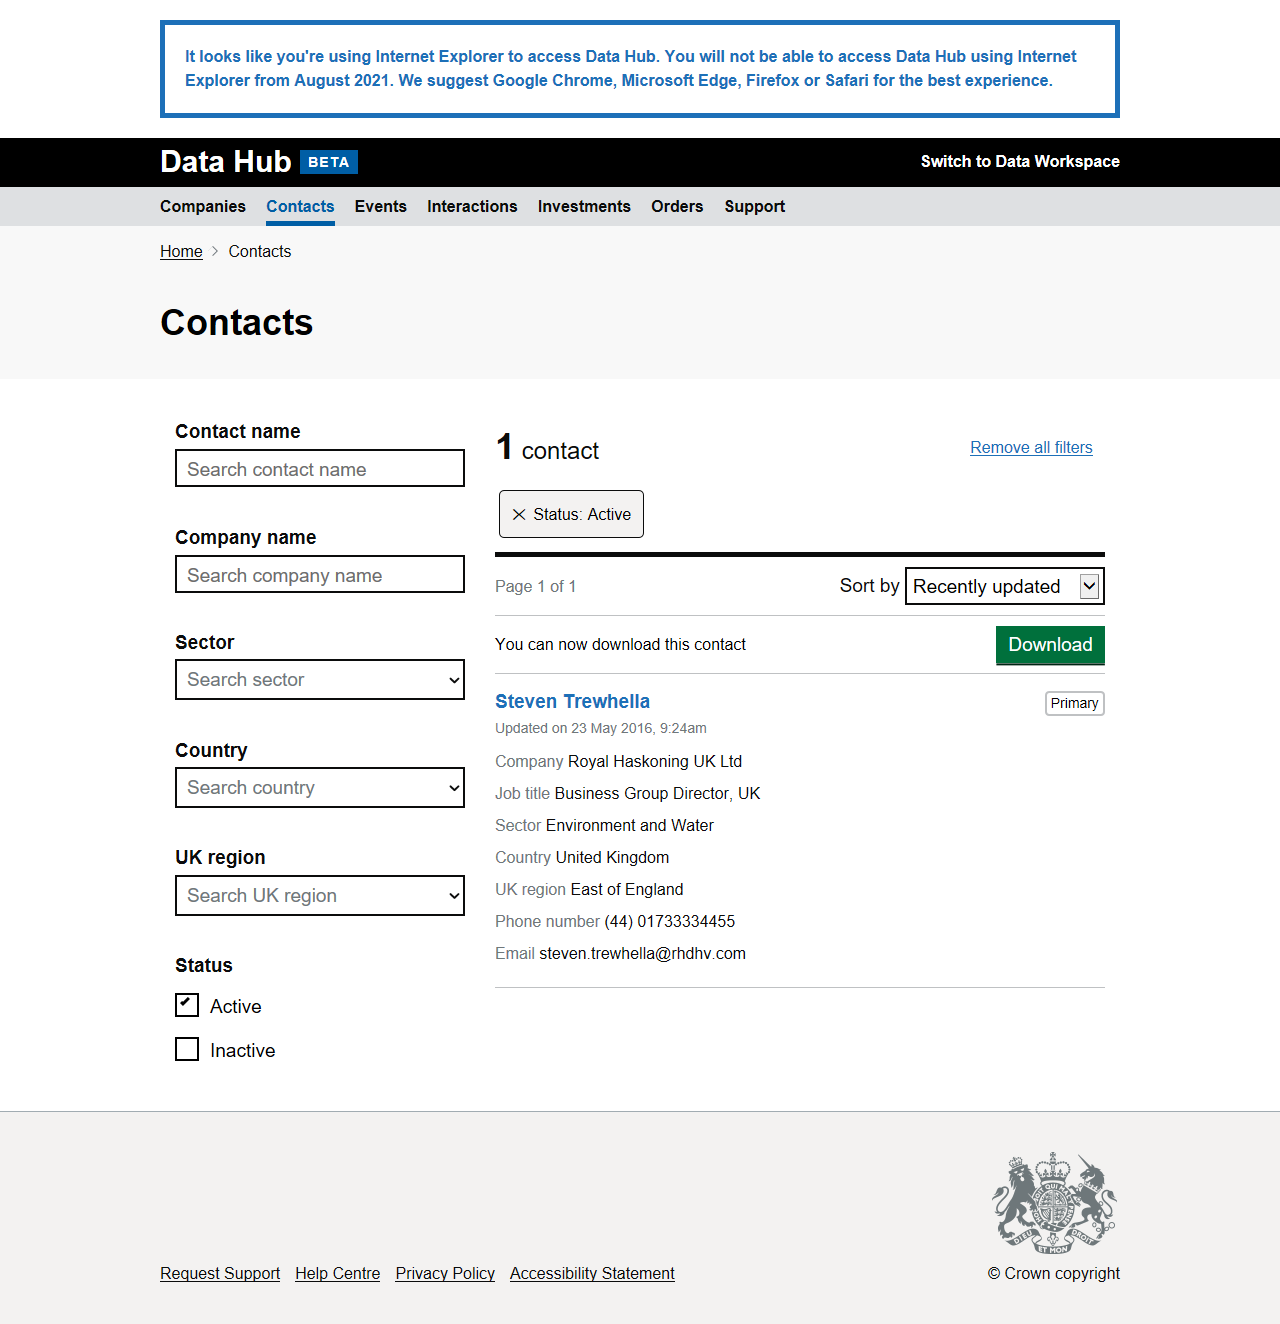 It looks like you're using Internet Explorer to access Data Hub. You will not be able to access Data Hub using Internet
Explorer from August 2021. We suggest Google Chrome, Microsoft Edge, Firefox or Safari for the best experience.
Data Hub BETA Switch to Data Workspace
Companies Contacts Events Interactions Investments Orders Support
Home Contacts
Contacts
Contact name
Search contact name
Company name
Search company name
Sector
Search sector
Country
Search country
UK region
Search UK region
Status
Active
Inactive
1 contact
Remove all filters
Status: Active
Page 1 of 1
Sort by Recently updated
You can now download this contact
Download
Steven Trewhella
Primary
Updated on 23 May 2016, 9:24am
Company Royal Haskoning UK Ltd
Job title Business Group Director, UK
Sector Environment and Water
Country United Kingdom
UK region East of England
Phone number (44) 01733334455
Email steven.trewhella@rhdhv.com
DIEU ET MON DROIT
Request Support Help Centre Privacy Policy Accessibility Statement
© Crown copyright